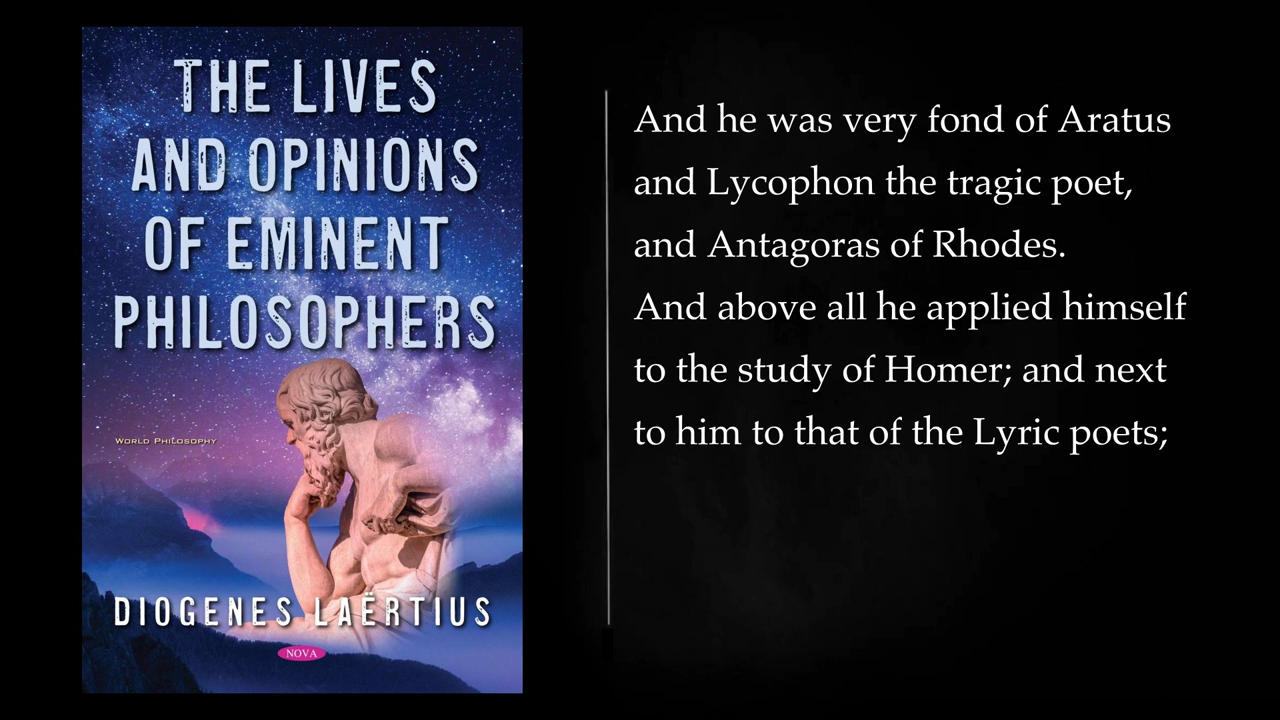 THE LIVES
AND OPINIONS
OF EMINENT
PHILOSOPHERS
WORLD PHILOSOPHY
DIOGENES LAËRTIUS
NOVA
And he was very fond of Aratus
and Lycophon the tragic poet,
and Antagoras of Rhodes.
And above all he applied himself
to the study of Homer; and next
to him to that of the Lyric poets;